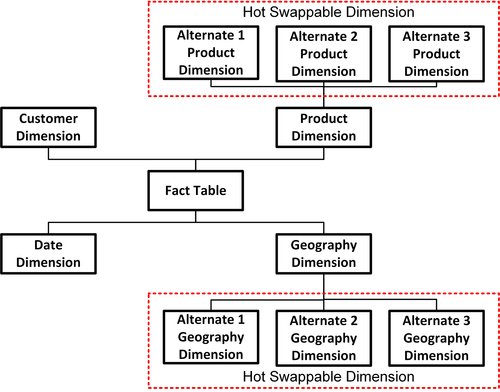 Hot Swappable Dimension
Alternate 1
Product
Dimension
Alternate 2
Product
Dimension
Alternate 3
Product
Dimension
Customer
Dimension
Product
Dimension
Fact Table
Date
Dimension
Geography
Dimension
Alternate 1
Geography
Dimension
Alternate 2
Geography
Dimension
Alternate 3
Geography
Dimension
Hot Swappable Dimension